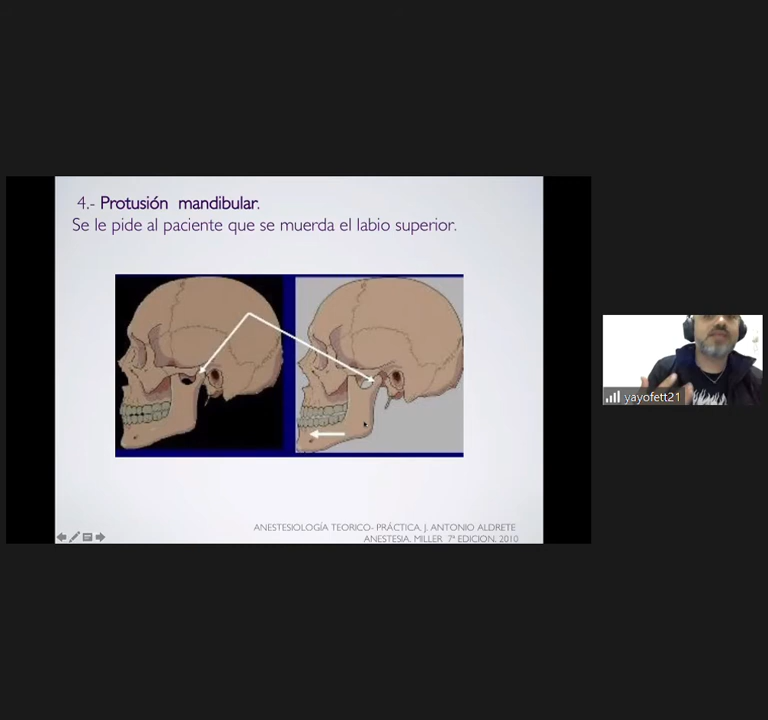 4.- Protusión mandibular.
Se le pide al paciente que se muerda el labio superior.
yayofett21
ANESTESIOLOGÍA TEORICO- PRÁCTICA. J. ANTONIO ALDRETE
ANESTESIA. MILLER 7ª EDICION. 2010